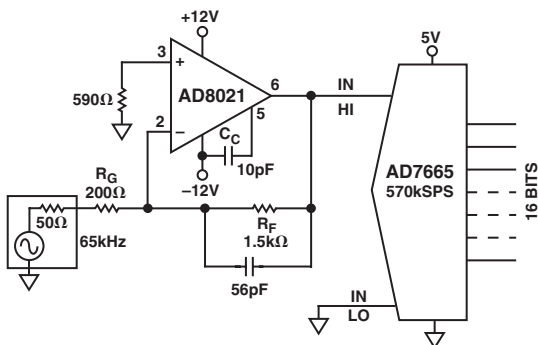 +12V
5V
3
+
6
590Ω
AD8021
IN
HI
5
2
–
C_C
10pF
–12V
AD7665
570kSPS
16 BITS
R_G
200Ω
50Ω
65kHz
R_F
1.5kΩ
56pF
IN
LO